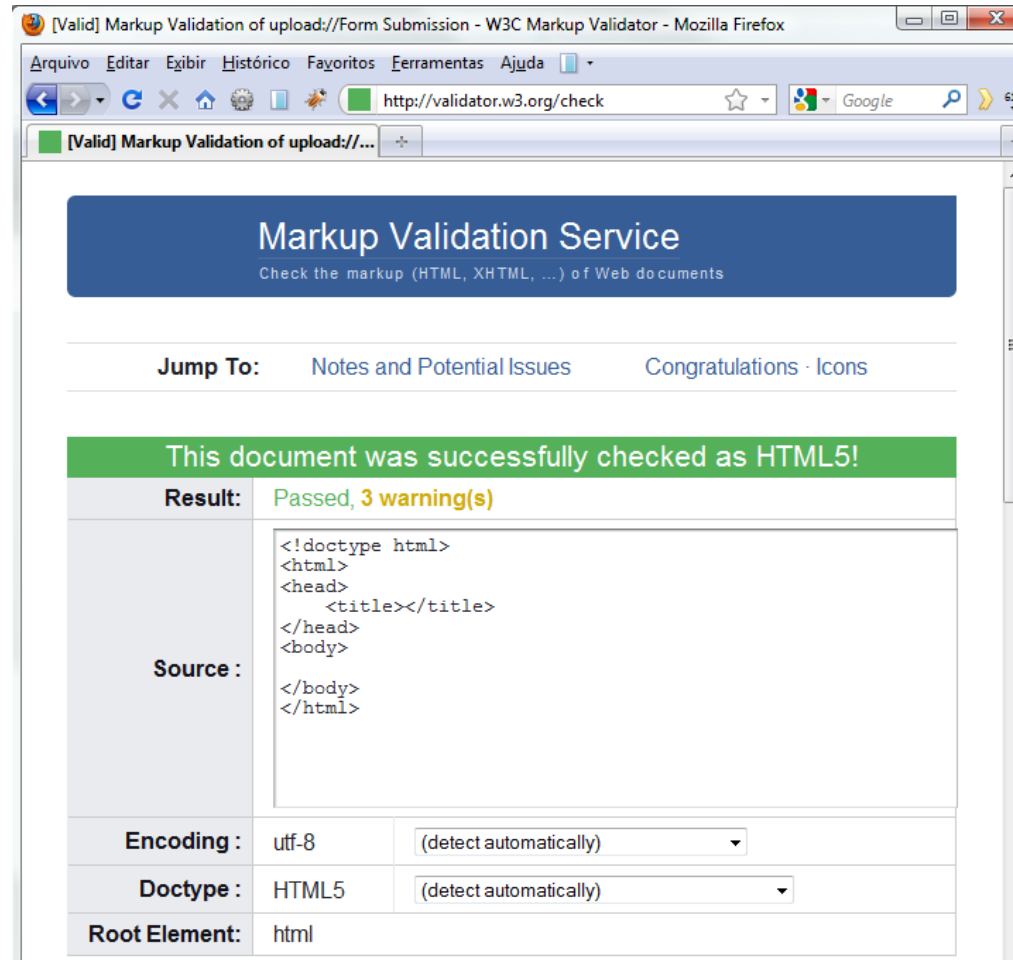 [Valid] Markup Validation of upload://Form Submission - W3C Markup Validator - Mozilla Firefox
Arquivo Editar Exibir Histórico Favoritos Ferramentas Ajuda
http://validator.w3.org/check Google
[Valid] Markup Validation of upload://...
Markup Validation Service
Check the markup (HTML, XHTML, ...) of Web documents
Jump To: Notes and Potential Issues Congratulations · Icons
This document was successfully checked as HTML5!
Result: Passed, 3 warning(s)
Source :
<!doctype html>
<html>
<head>
    <title></title>
</head>
<body>

</body>
</html>
Encoding : utf-8 (detect automatically)
Doctype : HTML5 (detect automatically)
Root Element: html